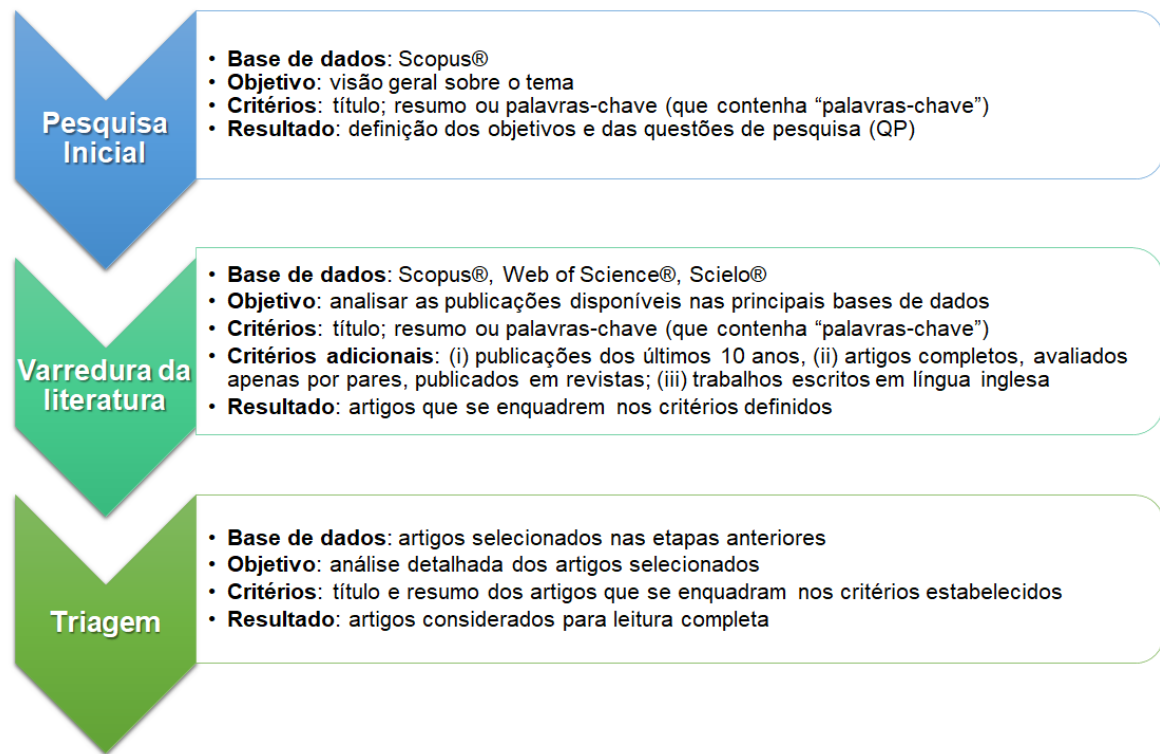 Pesquisa
Inicial
• Base de dados: Scopus®
• Objetivo: visão geral sobre o tema
• Critérios: título; resumo ou palavras-chave (que contenha “palavras-chave”)
• Resultado: definição dos objetivos e das questões de pesquisa (QP)
Varredura da
literatura
• Base de dados: Scopus®, Web of Science®, Scielo®
• Objetivo: analisar as publicações disponíveis nas principais bases de dados
• Critérios: título; resumo ou palavras-chave (que contenha “palavras-chave”)
• Critérios adicionais: (i) publicações dos últimos 10 anos, (ii) artigos completos, avaliados
apenas por pares, publicados em revistas; (iii) trabalhos escritos em língua inglesa
• Resultado: artigos que se enquadrem nos critérios definidos
Triagem
• Base de dados: artigos selecionados nas etapas anteriores
• Objetivo: análise detalhada dos artigos selecionados
• Critérios: título e resumo dos artigos que se enquadram nos critérios estabelecidos
• Resultado: artigos considerados para leitura completa